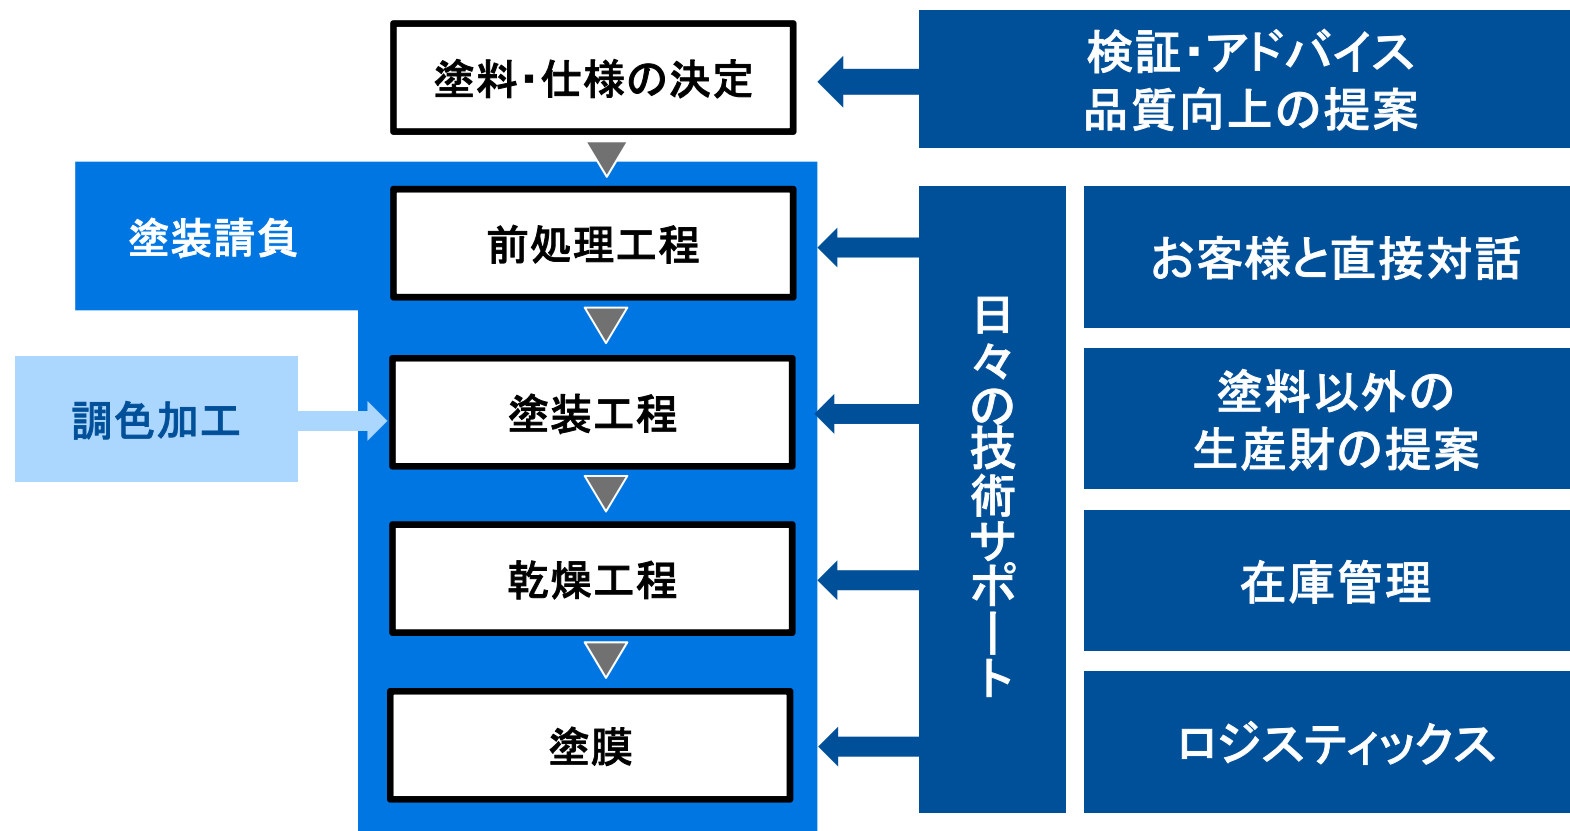 塗料・仕様の決定
検証・アドバイス
品質向上の提案
塗装請負
前処理工程
調色加工
塗装工程
乾燥工程
塗膜
日々の技術サポート
お客様と直接対話
塗料以外の
生産財の提案
在庫管理
ロジスティックス